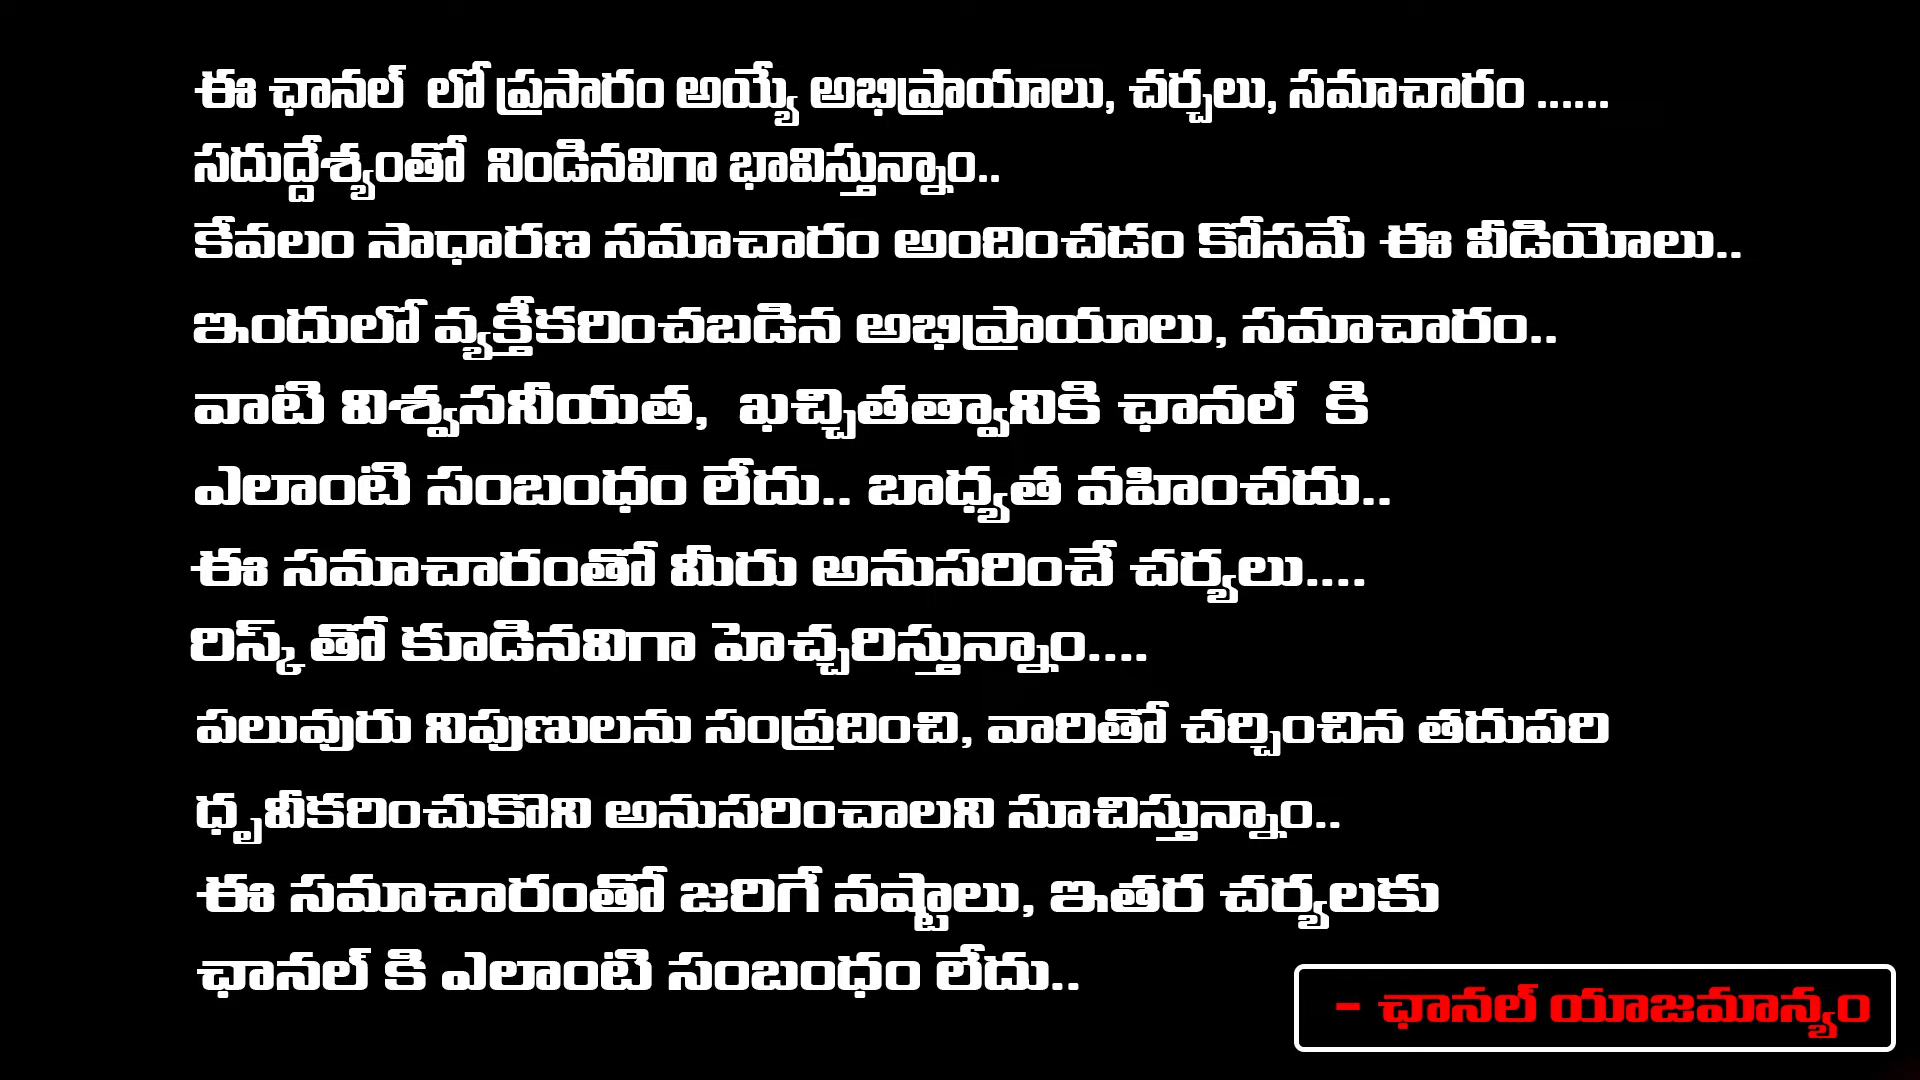 ఈ ఛానల్ లో ప్రసారం అయ్యే అభిప్రాయాలు, చర్చలు, సమాచారం ......
సదుద్దేశ్యంతో నిండినవిగా భావిస్తున్నాం..
కేవలం సాధారణ సమాచారం అందించడం కోసమే ఈ వీడియోలు..
ఇందులో వ్యక్తీకరించబడిన అభిప్రాయాలు, సమాచారం..
వాటి విశ్వసనీయత, ఖచ్చితత్వానికి ఛానల్ కి
ఎలాంటి సంబంధం లేదు.. బాధ్యత వహించదు..
ఈ సమాచారంతో మీరు అనుసరించే చర్యలు....
రిస్క్ తో కూడినవిగా హెచ్చరిస్తున్నాం....
పలువురు నిపుణులను సంప్రదించి, వారితో చర్చించిన తదుపరి
ధృవీకరించుకొని అనుసరించాలని సూచిస్తున్నాం..
ఈ సమాచారంతో జరిగే నష్టాలు, ఇతర చర్యలకు
ఛానల్ కి ఎలాంటి సంబంధం లేదు..
- ఛానల్ యాజమాన్యం